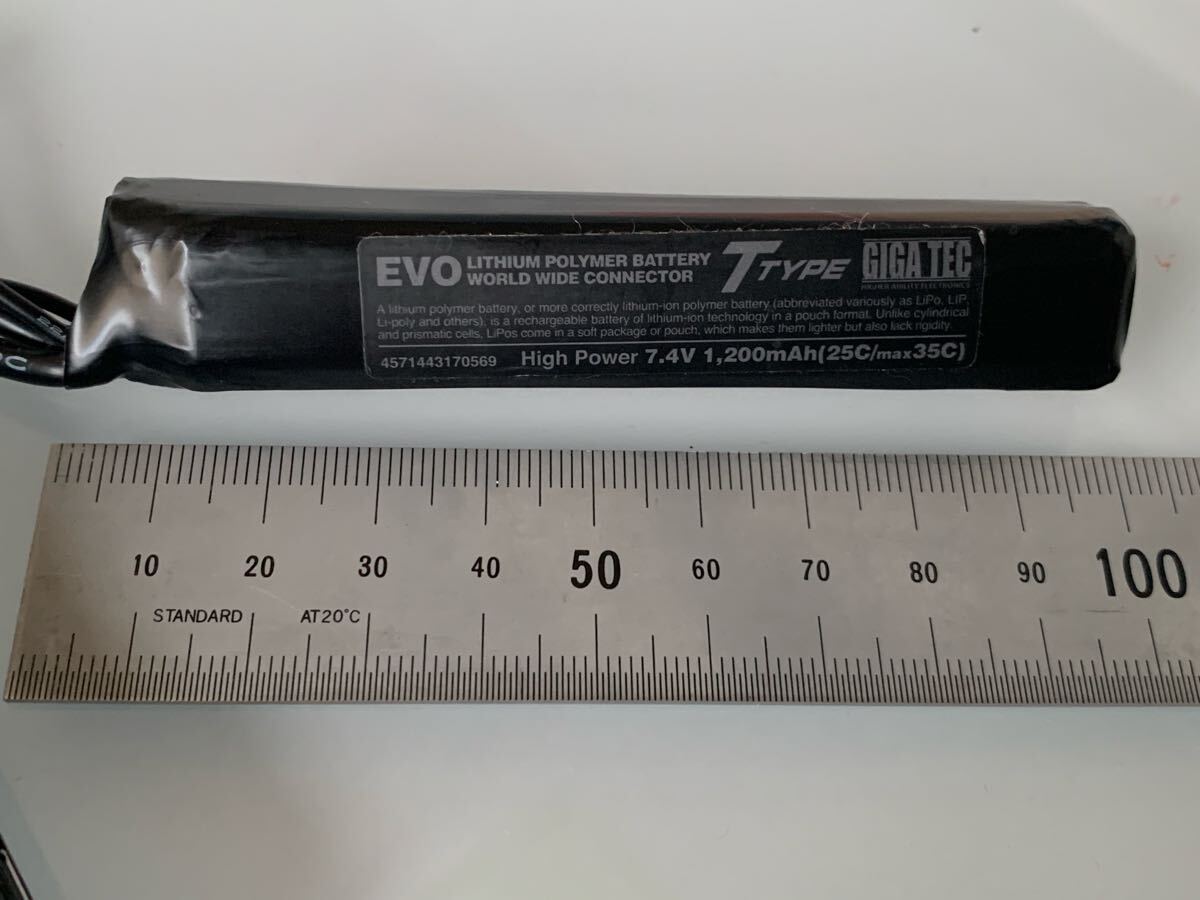 EVO LITHIUM POLYMER BATTERY
WORLD WIDE CONNECTOR
T TYPE
GIGA TEC
HIGHER ABILITY ELECTRONICS
A lithium polymer battery, or more correctly lithium-ion polymer battery (abbreviated variously as LiPo, LIP,
Li-poly and others), is a rechargeable battery of lithium-ion technology in a pouch format. Unlike cylindrical
and prismatic cells, LiPos come in a soft package or pouch, which makes them lighter but also lack rigidity.
4571443170569 High Power 7.4V 1,200mAh(25C/max35C)
10 20 30 40 50 60 70 80 90 100
STANDARD AT20°C